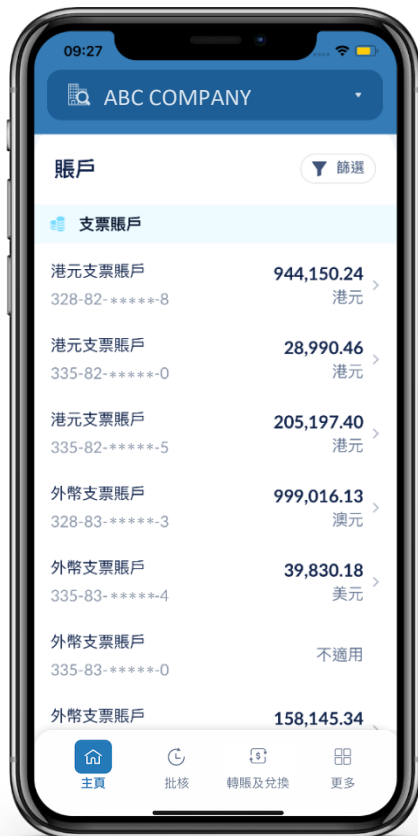 09:27
ABC COMPANY
賬戶
篩選
支票賬戶
港元支票賬戶
944,150.24
328-82-*****-8
港元
港元支票賬戶
28,990.46
335-82-*****-0
港元
港元支票賬戶
205,197.40
335-82-*****-5
港元
外幣支票賬戶
999,016.13
328-83-*****-3
澳元
外幣支票賬戶
39,830.18
335-83-*****-4
美元
外幣支票賬戶
不適用
335-83-*****-0
外幣支票賬戶
158,145.34
主頁
批核
轉賬及兌換
更多